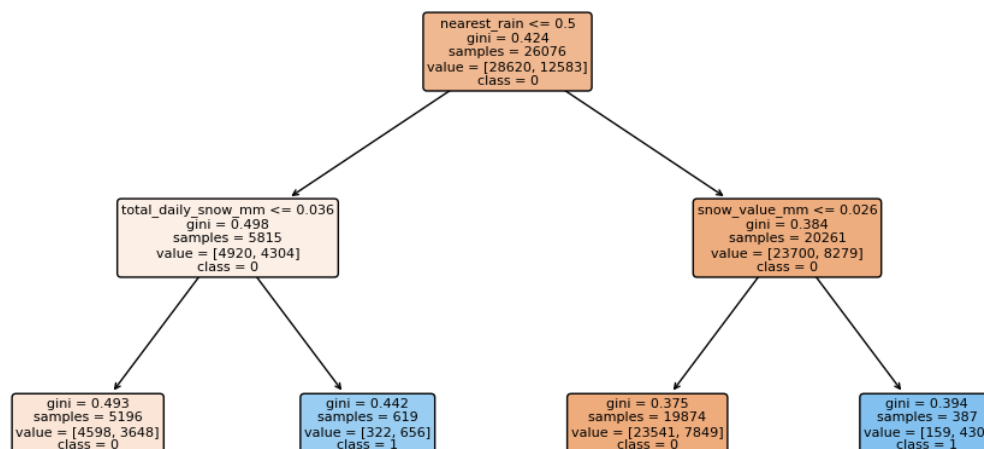 nearest_rain <= 0.5
gini = 0.424
samples = 26076
value = [28620, 12583]
class = 0
total_daily_snow_mm <= 0.036
gini = 0.498
samples = 5815
value = [4920, 4304]
class = 0
snow_value_mm <= 0.026
gini = 0.384
samples = 20261
value = [23700, 8279]
class = 0
gini = 0.493
samples = 5196
value = [4598, 3648]
class = 0
gini = 0.442
samples = 619
value = [322, 656]
class = 1
gini = 0.375
samples = 19874
value = [23541, 7849]
class = 0
gini = 0.394
samples = 387
value = [159, 430
class = 1